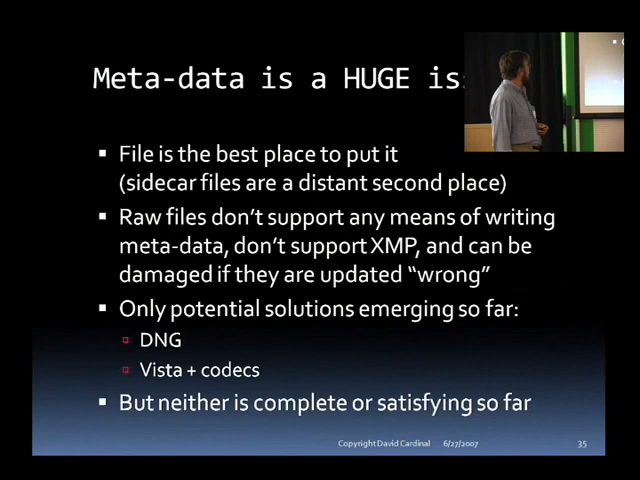 Meta-data is a HUGE is
File is the best place to put it
(sidecar files are a distant second place)
Raw files don't support any means of writing
meta-data, don't support XMP, and can be
damaged if they are updated “wrong”
Only potential solutions emerging so far:
DNG
Vista + codecs
But neither is complete or satisfying so far
Copyright David Cardinal 6/27/2007 35